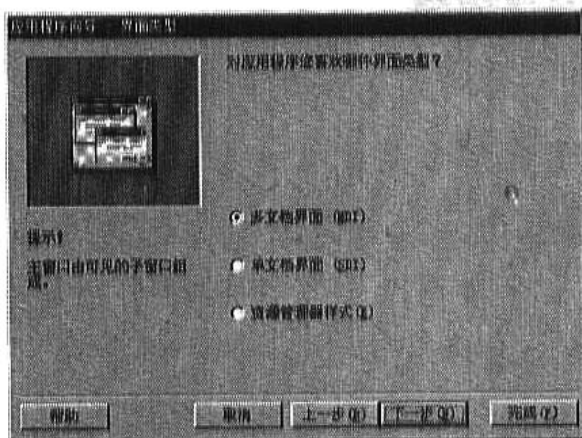 应用程序向导 - 界面类型
对应用程序您喜欢哪种界面类型？
多文档界面 (MDI)
提示！
单文档界面 (SDI)
主窗口由可见的子窗口组
成。
资源管理器样式(E)
帮助
取消
上一步(B)
下一步(N)
完成(F)